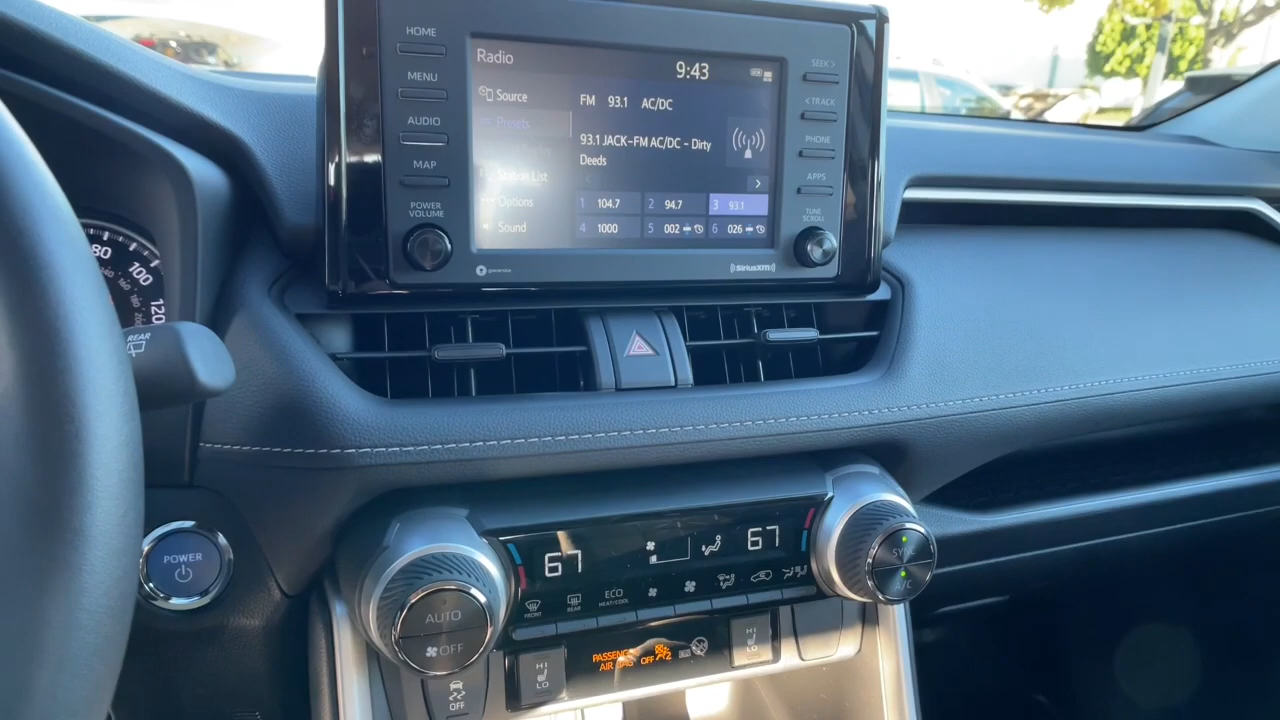 HOME
MENU
AUDIO
MAP
POWER
VOLUME
Radio
9:43
Source
Presets
Station List
Options
Sound
FM 93.1 AC/DC
93.1 JACK-FM AC/DC - Dirty
Deeds
1 104.7
2 94.7
3 93.1
4 1000
5 002
6 026
SEEK >
< TRACK
PHONE
APPS
TUNE
SCROLL
SiriusXM
80
100
120
REAR
POWER
67
67
FRONT
REAR
ECO
HEAT/COOL
AUTO
OFF
SYNC
A/C
HI
LO
PASSENGER
AIR BAG
OFF
2
HI
LO
OFF